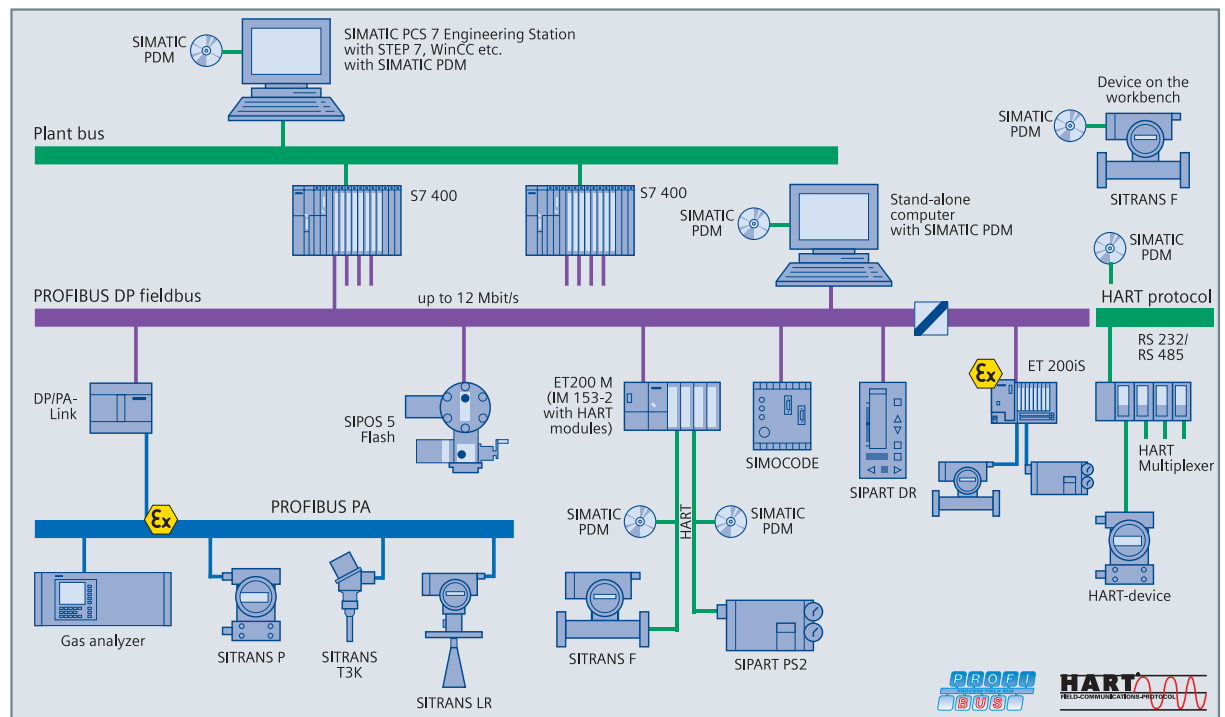 SIMATIC
PDM
SIMATIC PCS 7 Engineering Station
with STEP 7, WinCC etc.
with SIMATIC PDM
Device on the
workbench
SIMATIC
PDM
SITRANS F
Plant bus
S7 400
S7 400
SIMATIC
PDM
Stand-alone
computer
with SIMATIC PDM
SIMATIC
PDM
PROFIBUS DP fieldbus
up to 12 Mbit/s
HART protocol
RS 232/
RS 485
DP/PA-
Link
SIPOS 5
Flash
ET200 M
(IM 153-2
with HART
modules)
SIMOCODE
SIPART DR
Ex
ET 200iS
HART
Multiplexer
HART-device
Ex
PROFIBUS PA
SIMATIC
PDM
HART
SIMATIC
PDM
Gas analyzer
SITRANS P
SITRANS
T3K
SITRANS LR
SITRANS F
SIPART PS2
PROFI
PROCESS FIELD BUS
BUS
HART
FIELD-COMMUNICATIONS-PROTOCOL